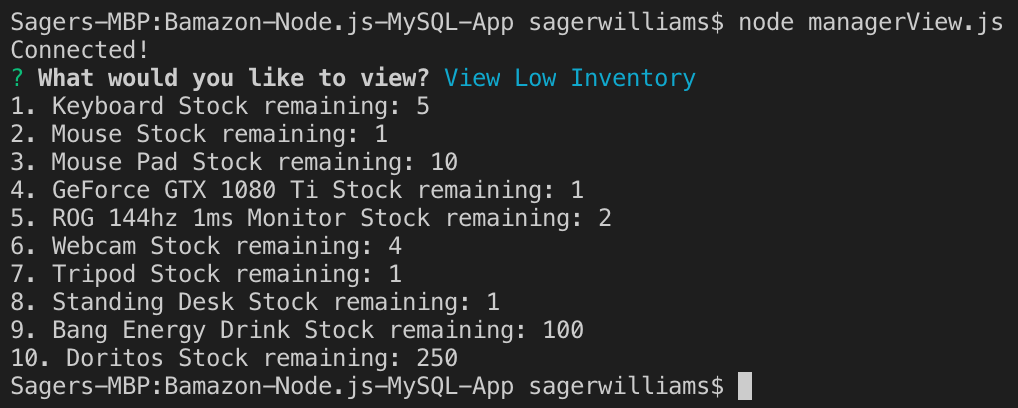 Sagers-MBP:Bamazon-Node.js-MySQL-App sagerwilliams$ node managerView.js
Connected!
? What would you like to view? View Low Inventory
1. Keyboard Stock remaining: 5
2. Mouse Stock remaining: 1
3. Mouse Pad Stock remaining: 10
4. GeForce GTX 1080 Ti Stock remaining: 1
5. ROG 144hz 1ms Monitor Stock remaining: 2
6. Webcam Stock remaining: 4
7. Tripod Stock remaining: 1
8. Standing Desk Stock remaining: 1
9. Bang Energy Drink Stock remaining: 100
10. Doritos Stock remaining: 250
Sagers-MBP:Bamazon-Node.js-MySQL-App sagerwilliams$